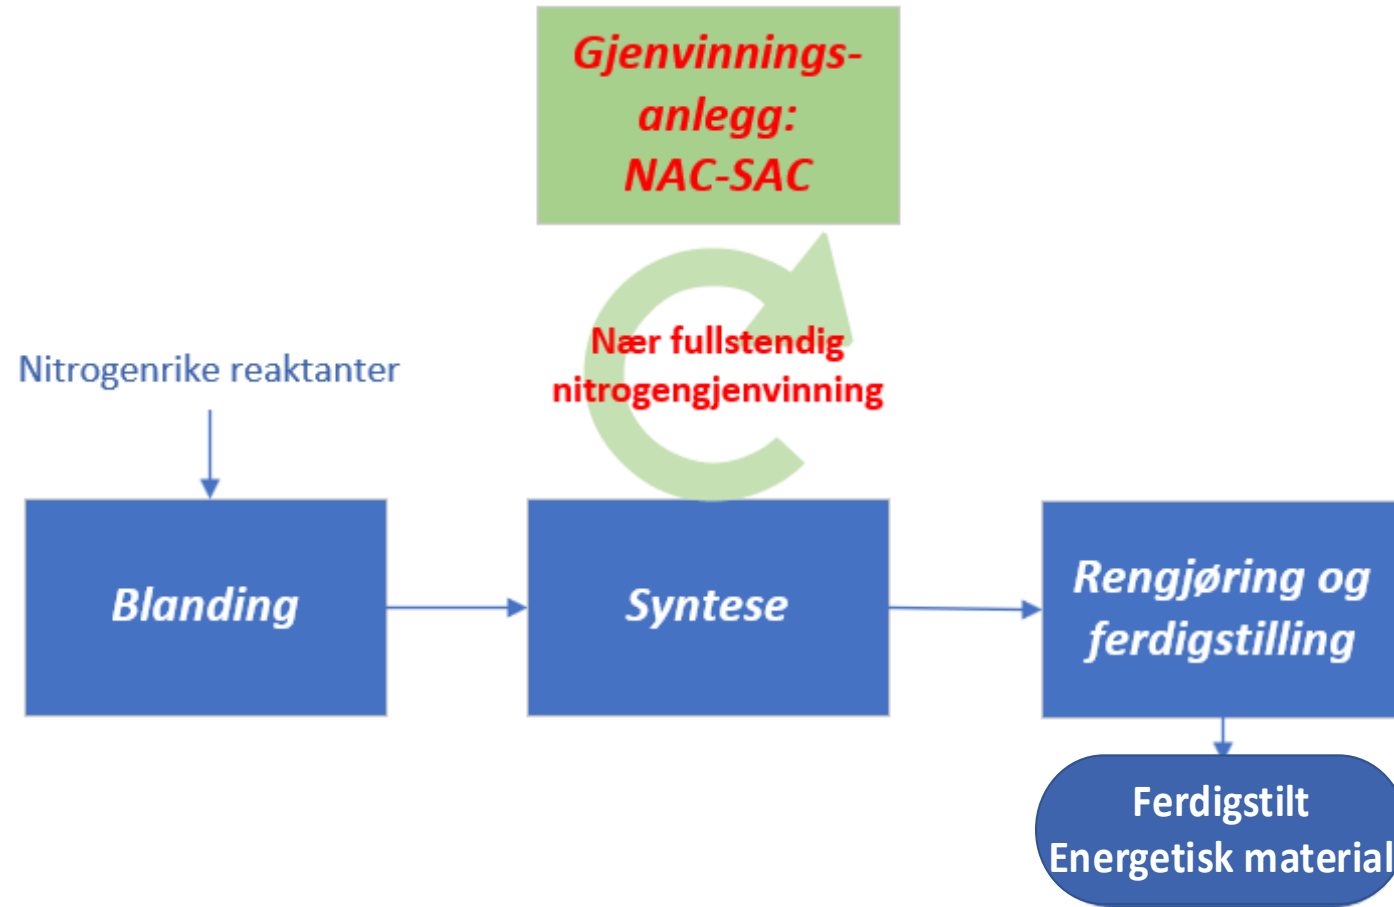 Gjenvinnings-
anlegg:
NAC-SAC
Nær fullstendig
nitrogengjenvinning
Nitrogenrike reaktanter
Blanding
Syntese
Rengjøring og
ferdigstilling
Ferdigstilt
Energetisk material